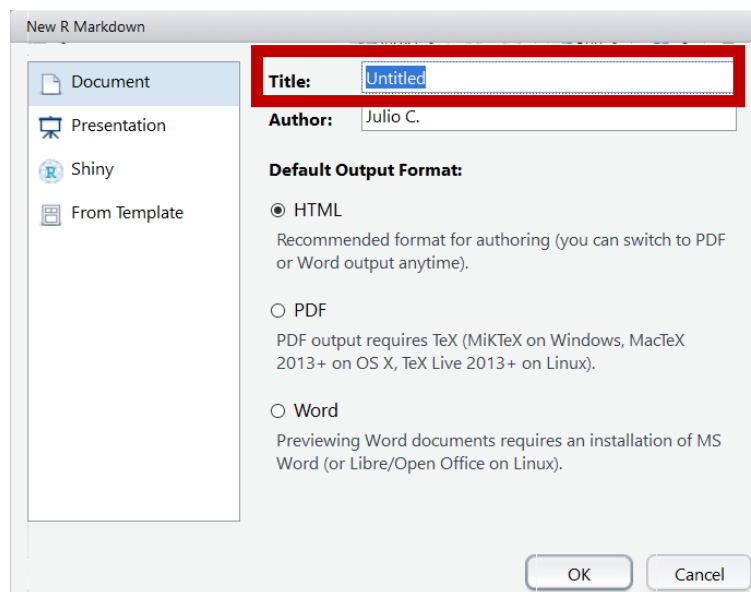 New R Markdown
Document
Presentation
Shiny
From Template
Title:
Untitled
Author:
Julio C.
Default Output Format:
HTML
Recommended format for authoring (you can switch to PDF
or Word output anytime).
PDF
PDF output requires TeX (MiKTeX on Windows, MacTeX
2013+ on OS X, TeX Live 2013+ on Linux).
Word
Previewing Word documents requires an installation of MS
Word (or Libre/Open Office on Linux).
OK
Cancel